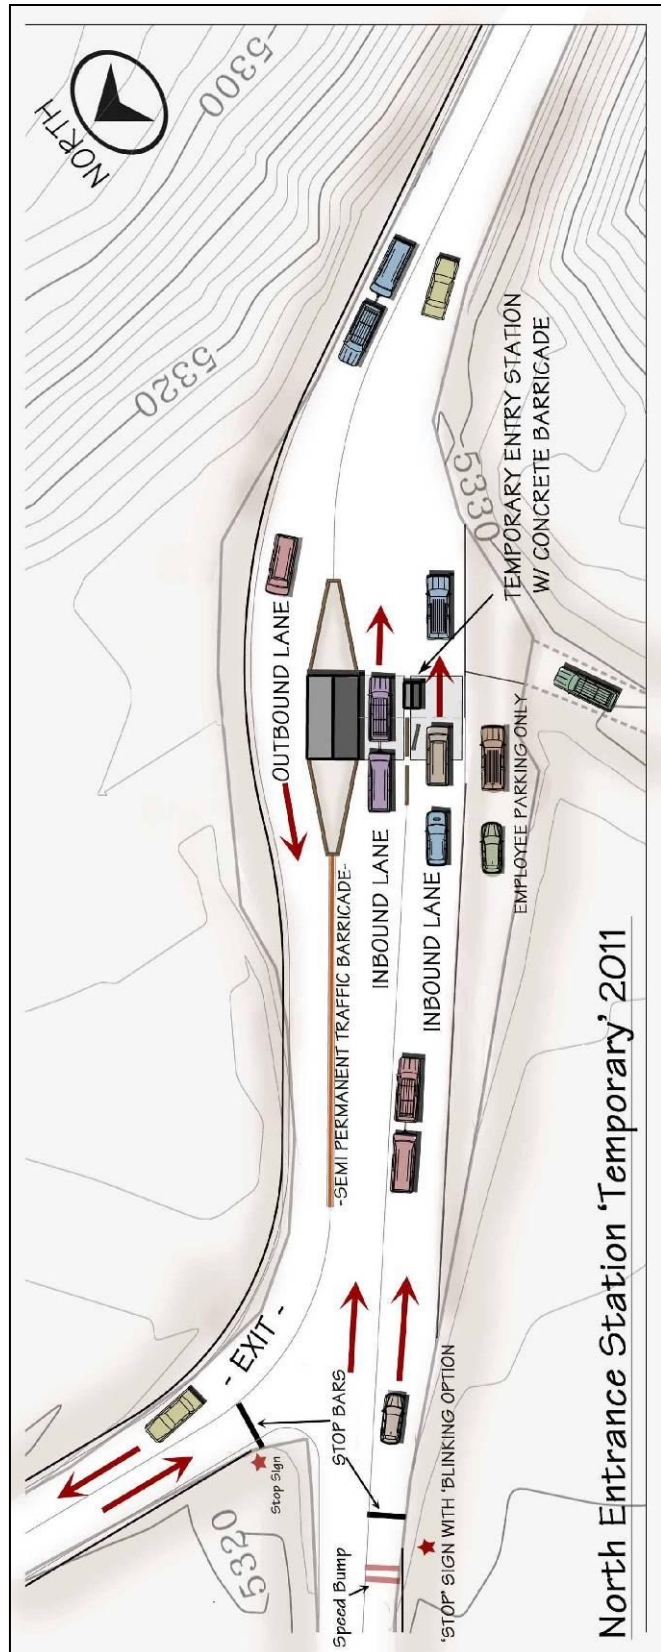 NORTH
5300
5320
5330
TEMPORARY ENTRY STATION
W/ CONCRETE BARRICADE
OUTBOUND LANE
EMPLOYEE PARKING ONLY
INBOUND LANE
INBOUND LANE
-SEMI PERMANENT TRAFFIC BARRICADE-
- EXIT -
STOP BARS
Stop Sign
5320
Speed Bump
'STOP' SIGN WITH 'BLINKING OPTION
North Entrance Station 'Temporary' 2011